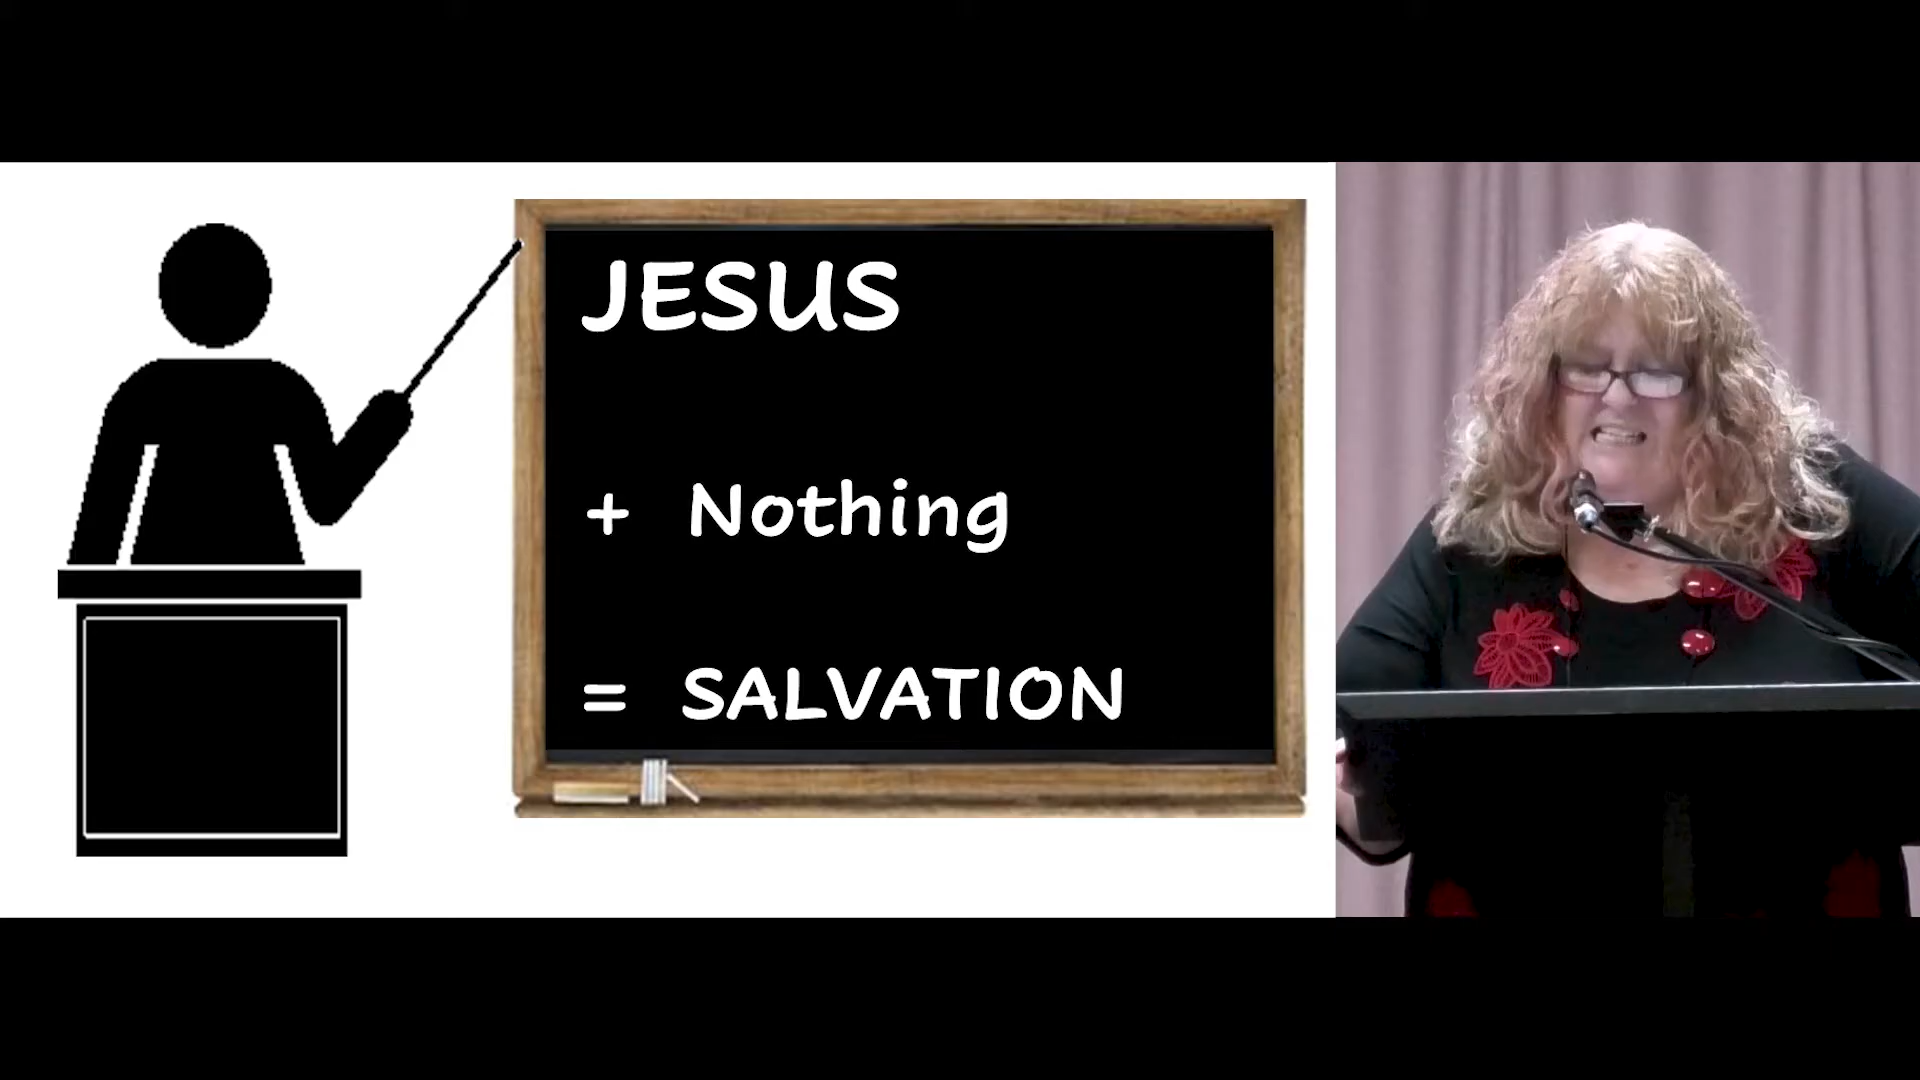 JESUS
+ Nothing
= SALVATION